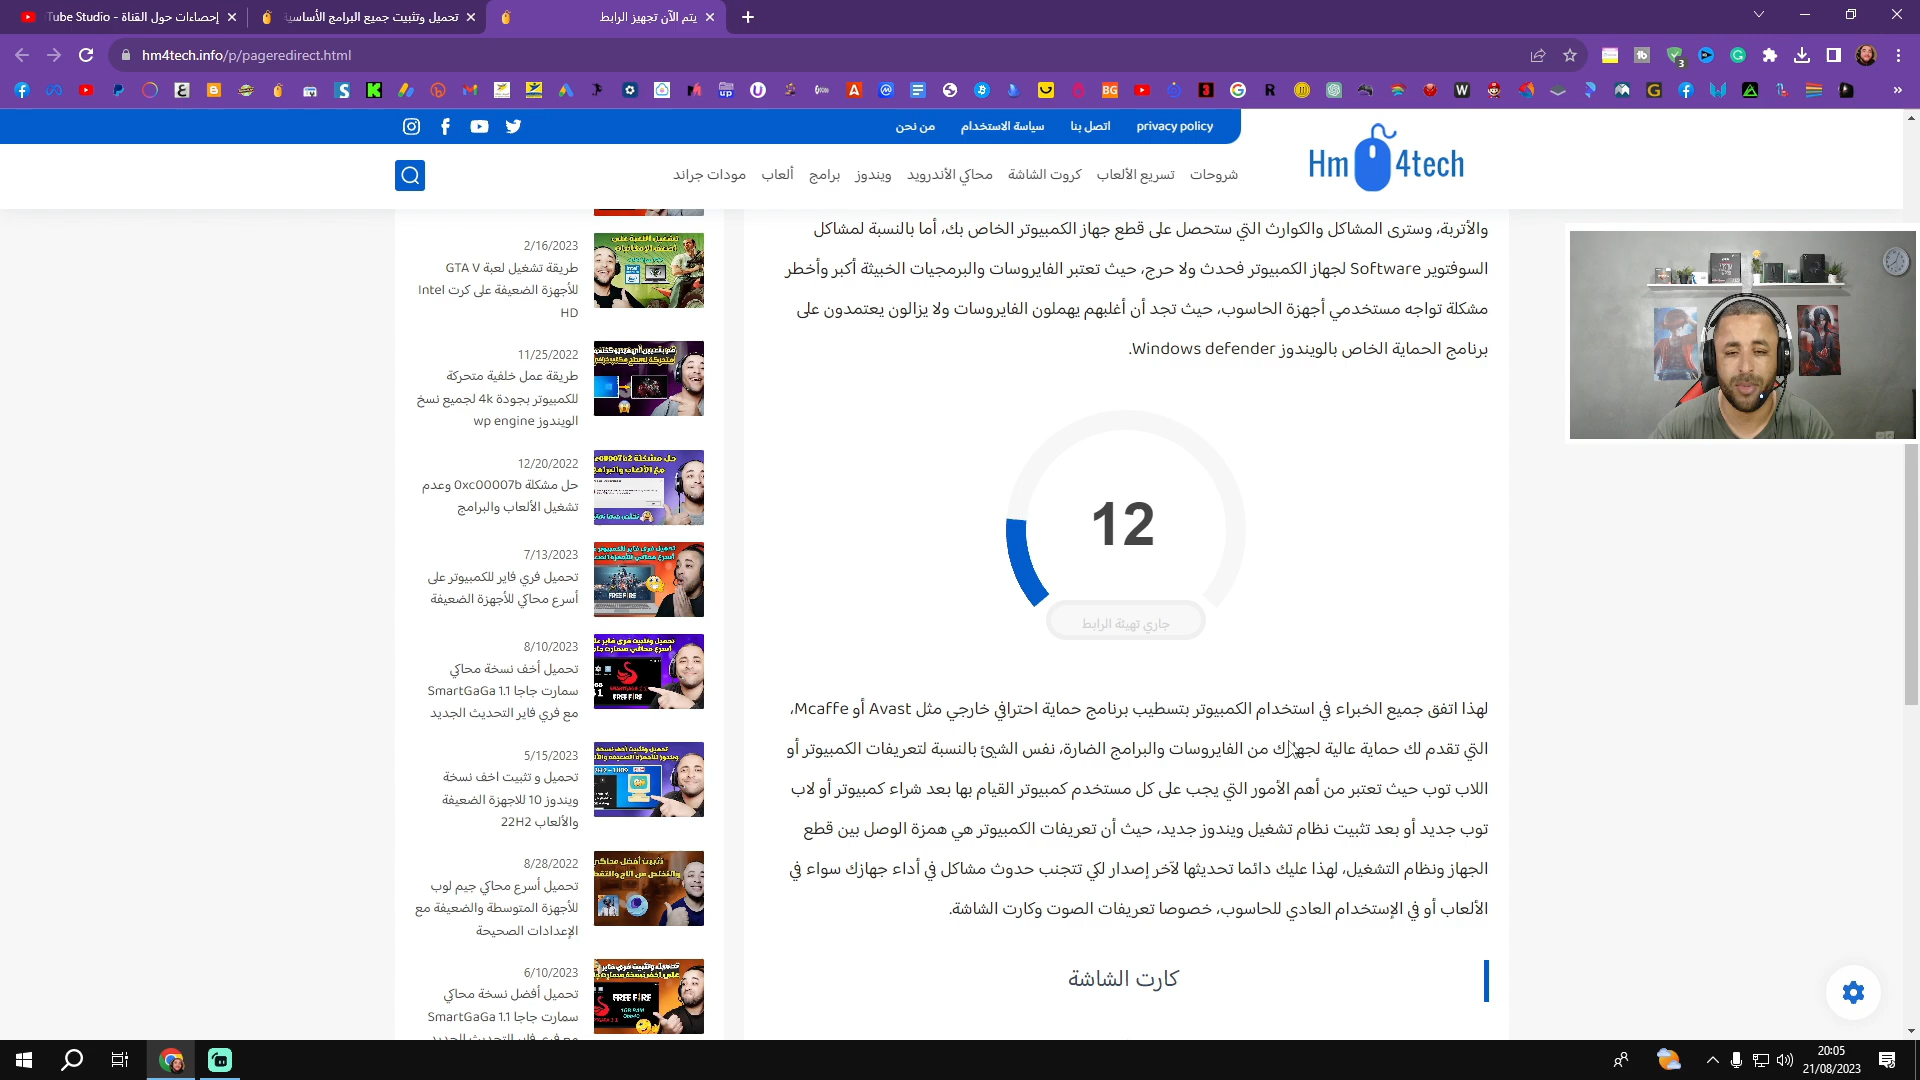 إحصاءات حول القناة - Tube Studio
تحميل وتثبيت جميع البرامج الأساسية
يتم الآن تجهيز الرابط
hm4tech.info/p/pageredirect.html
privacy policy
اتصل بنا
سياسة الاستخدام
من نحن
Hm 4tech
شروحات
تسريع الألعاب
كروت الشاشة
محاكي الأندرويد
ويندوز
برامج
ألعاب
مودات جراند
والأتربة، وسترى المشاكل والكوارث التي ستحصل على قطع جهاز الكمبيوتر الخاص بك، أما بالنسبة لمشاكل
السوفتوير Software لجهاز الكمبيوتر فحدث ولا حرج، حيث تعتبر الفايروسات والبرمجيات الخبيثة أكبر وأخطر
مشكلة تواجه مستخدمي أجهزة الحاسوب، حيث تجد أن أغلبهم يهملون الفايروسات ولا يزالون يعتمدون على
برنامج الحماية الخاص بالويندوز Windows defender.
12
جاري تهيئة الرابط
لهذا اتفق جميع الخبراء في استخدام الكمبيوتر بتسطيب برنامج حماية احترافي خارجي مثل Avast أو Mcaffe،
التي تقدم لك حماية عالية لجهازك من الفايروسات والبرامج الضارة، نفس الشيئ بالنسبة لتعريفات الكمبيوتر أو
اللاب توب حيث تعتبر من أهم الأمور التي يجب على كل مستخدم كمبيوتر القيام بها بعد شراء كمبيوتر أو لاب
توب جديد أو بعد تثبيت نظام تشغيل ويندوز جديد، حيث أن تعريفات الكمبيوتر هي همزة الوصل بين قطع
الجهاز ونظام التشغيل، لهذا عليك دائما تحديثها لآخر إصدار لكي تتجنب حدوث مشاكل في أداء جهازك سواء في
الألعاب أو في الإستخدام العادي للحاسوب، خصوصا تعريفات الصوت وكارت الشاشة.
كارت الشاشة
2/16/2023
طريقة تشغيل لعبة GTA V
للأجهزة الضعيفة على كرت Intel
HD
11/25/2022
طريقة عمل خلفية متحركة
للكمبيوتر بجودة 4k لجميع نسخ
الويندوز wp engine
12/20/2022
حل مشكلة 0xc00007b وعدم
تشغيل الألعاب والبرامج
7/13/2023
تحميل فري فاير للكمبيوتر على
أسرع محاكي للأجهزة الضعيفة
8/10/2023
تحميل أخف نسخة محاكي
سمارت جاجا SmartGaGa 1.1
مع فري فاير التحديث الجديد
5/15/2023
تحميل و تثبيت اخف نسخة
ويندوز 10 للاجهزة الضعيفة
والألعاب 22H2
8/28/2022
تحميل أسرع محاكي جيم لوب
للأجهزة المتوسطة والضعيفة مع
الإعدادات الصحيحة
6/10/2023
تحميل أفضل نسخة محاكي
سمارت جاجا SmartGaGa 1.1
مع فري فاير التحديث الجديد
FREE FIRE
20:05
21/08/2023